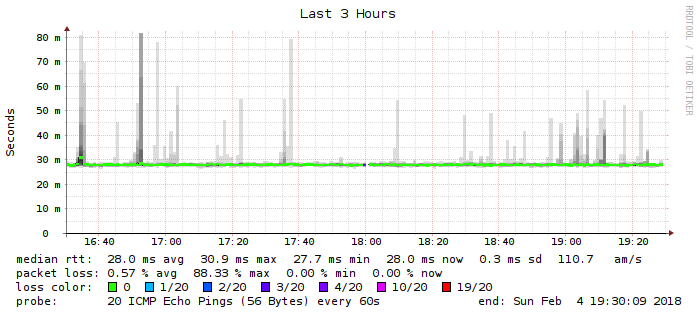 Last 3 Hours
RRDTOOL / TOBI OETIKER
Seconds
80 m
70 m
60 m
50 m
40 m
30 m
20 m
10 m
0
16:40 17:00 17:20 17:40 18:00 18:20 18:40 19:00 19:20
median rtt: 28.0 ms avg 30.9 ms max 27.7 ms min 28.0 ms now 0.3 ms sd 110.7 am/s
packet loss: 0.57 % avg 88.33 % max 0.00 % min 0.00 % now
loss color: 0 1/20 2/20 3/20 4/20 10/20 19/20
probe: 20 ICMP Echo Pings (56 Bytes) every 60s end: Sun Feb 4 19:30:09 2018